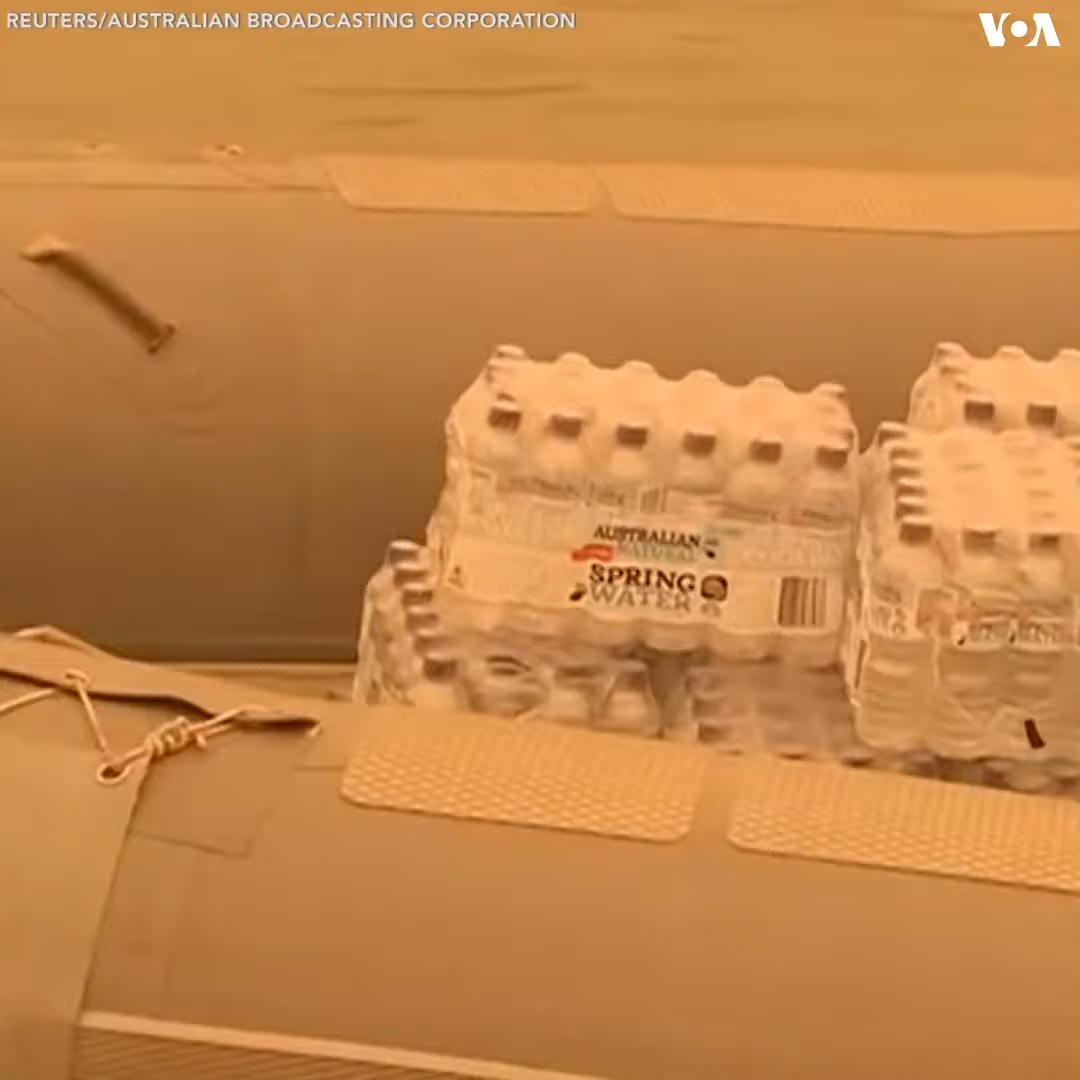 REUTERS/AUSTRALIAN BROADCASTING CORPORATION
VOA
AUSTRALIAN
NATURAL
SPRING
WATER